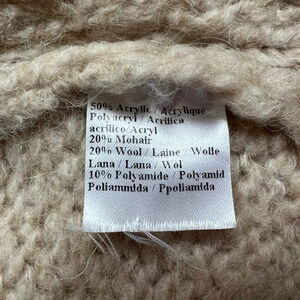 50% Acrylic / Acrylique
Polyacryl / Acrilica
acrilico/Acryl
20% Mohair
20% Wool / Laine / Wolle
Lana / Lana / Wol
10% Polyamide / Polyamid
Poliammida / Ppoliamida